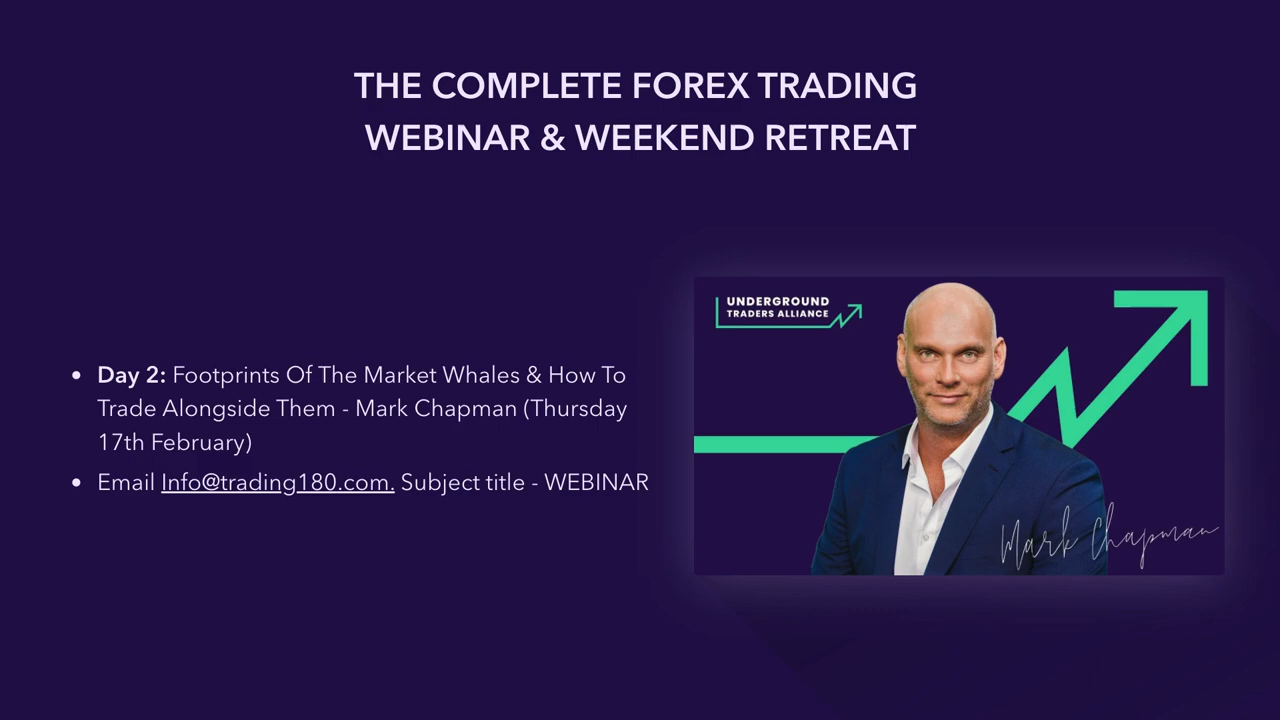 THE COMPLETE FOREX TRADING
WEBINAR & WEEKEND RETREAT
• Day 2: Footprints Of The Market Whales & How To
Trade Alongside Them - Mark Chapman (Thursday
17th February)
• Email Info@trading180.com. Subject title - WEBINAR
UNDERGROUND
TRADERS ALLIANCE
Mark Chapman